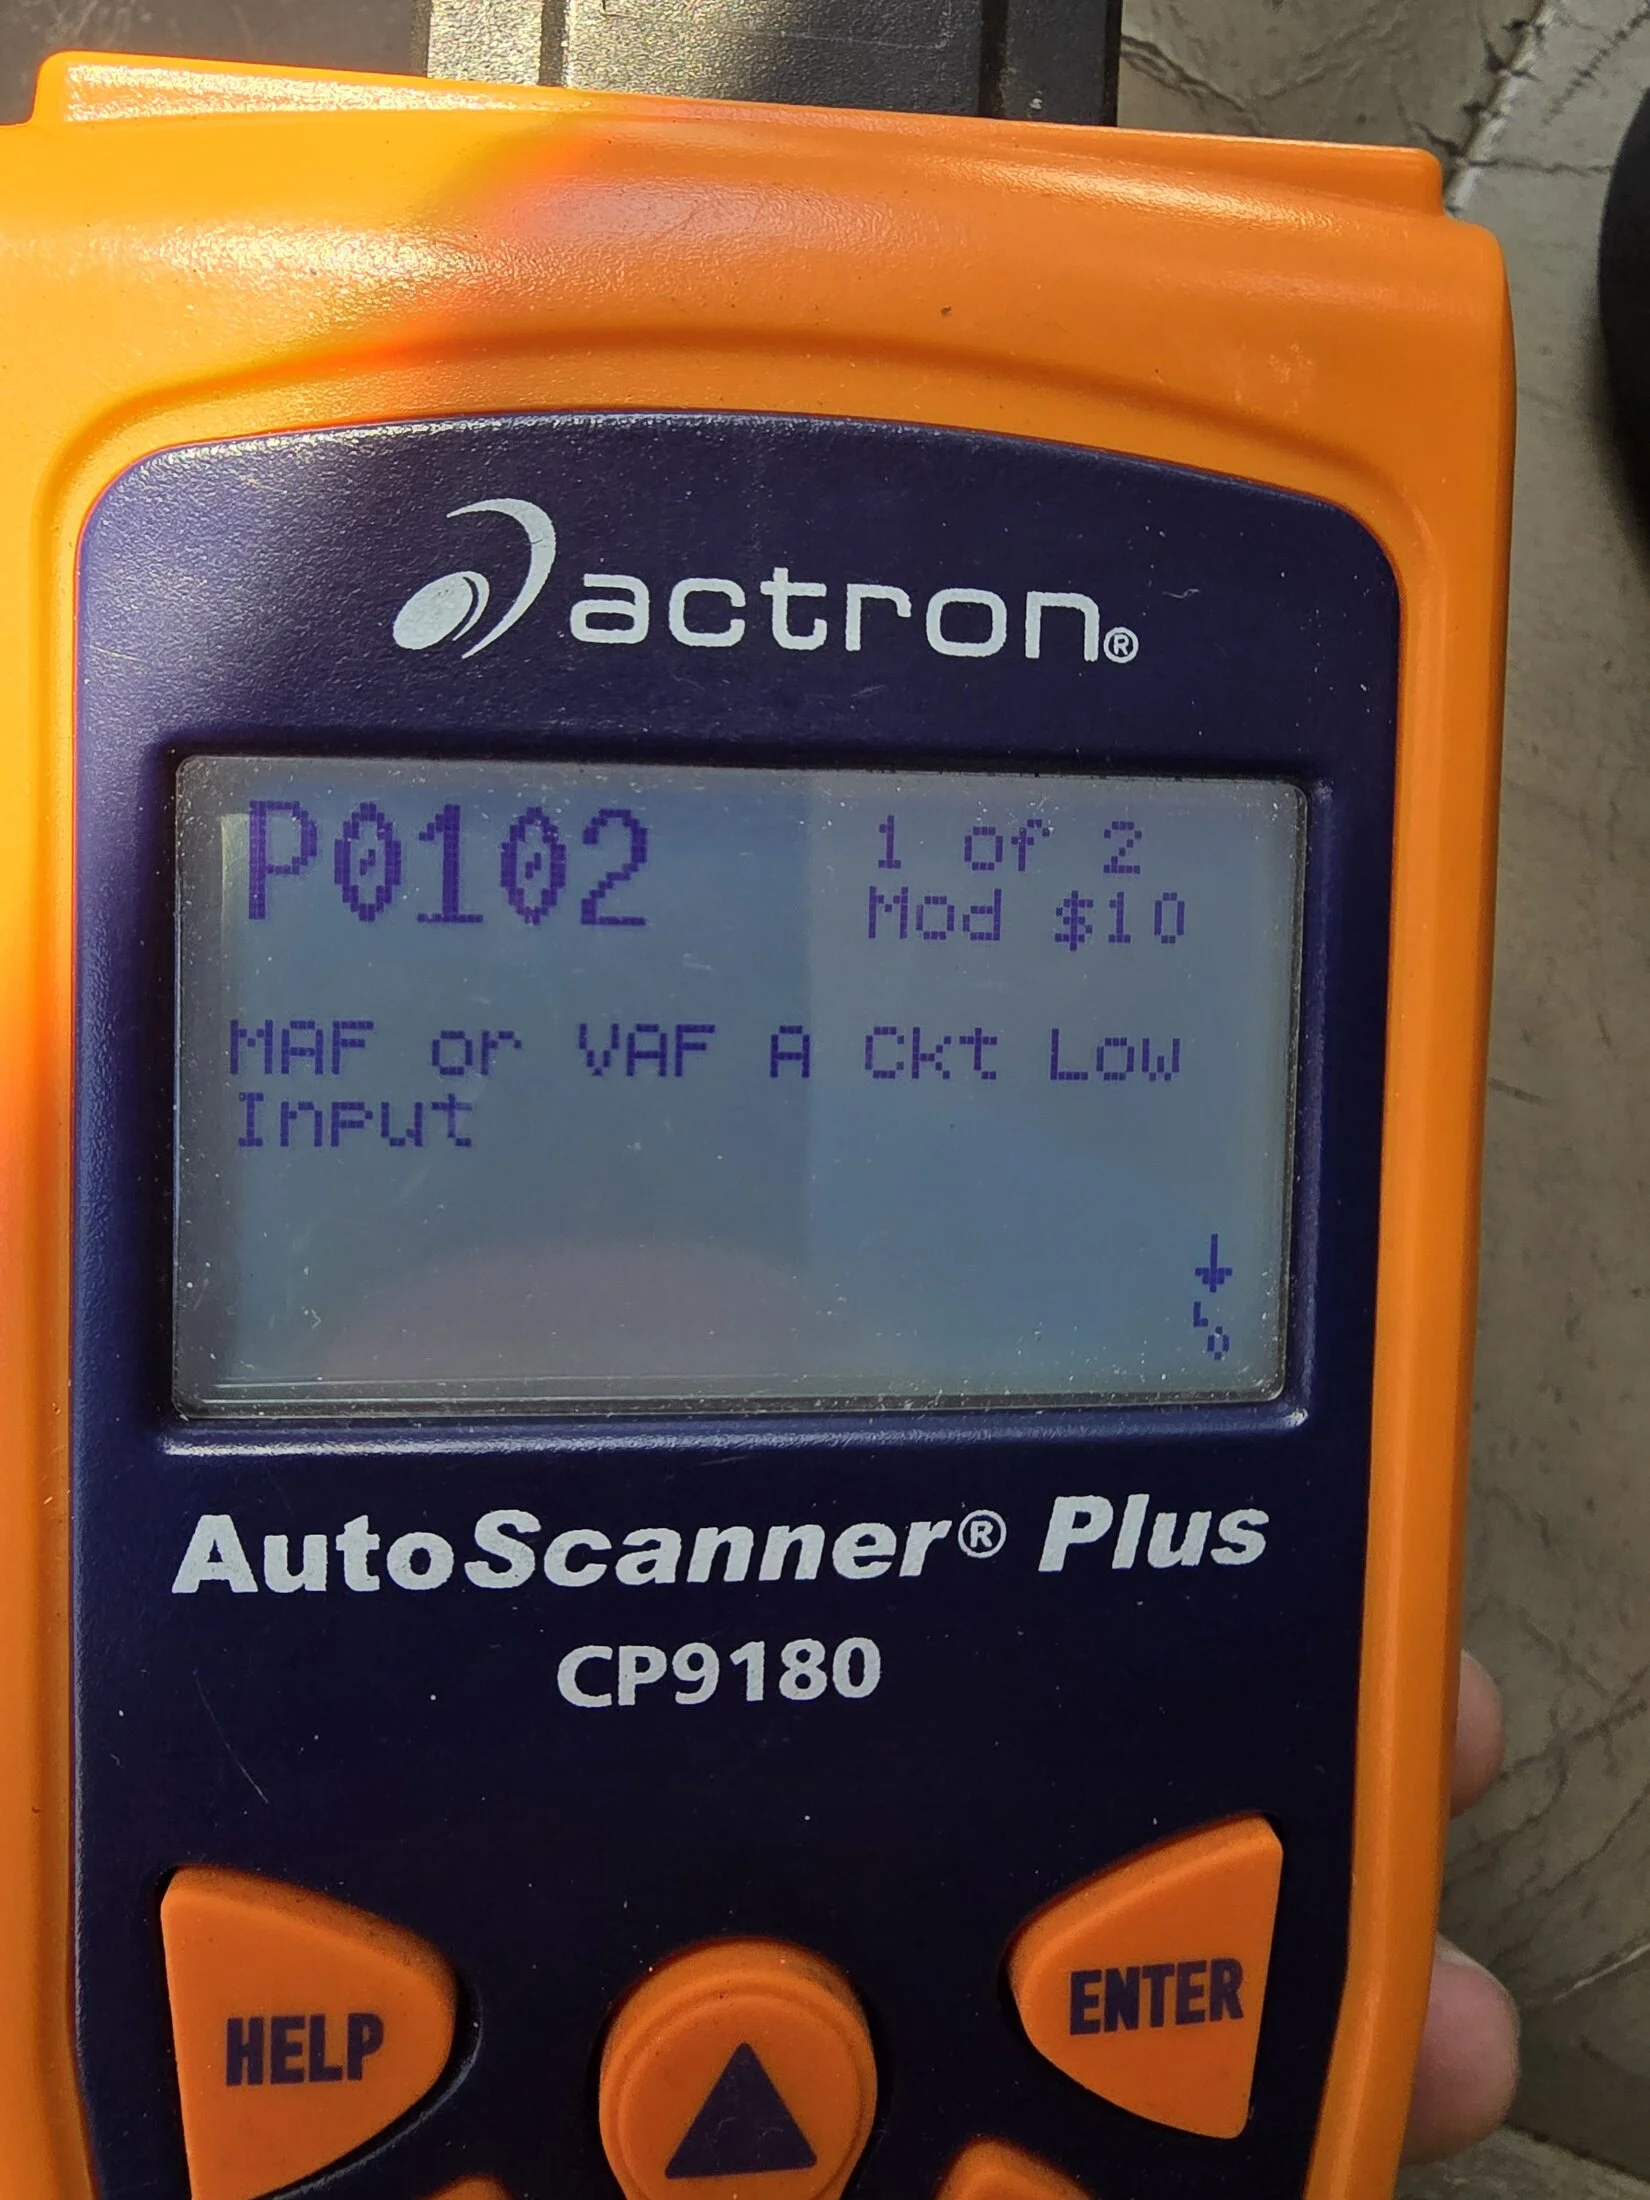 actron®
P0102 1 of 2
Mod $10
MAF or VAF A Ckt Low
Input
AutoScanner® Plus
CP9180
HELP
ENTER